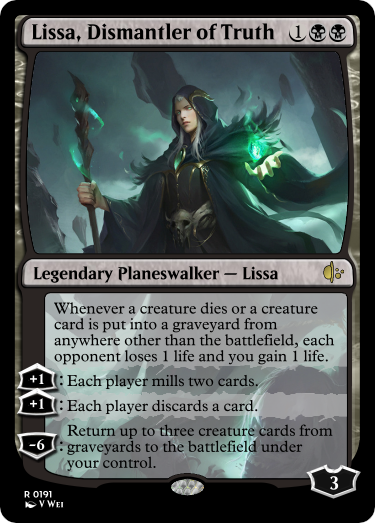 Lissa, Dismantler of Truth 1
Legendary Planeswalker — Lissa
Whenever a creature dies or a creature
card is put into a graveyard from
anywhere other than the battlefield, each
opponent loses 1 life and you gain 1 life.
+1: Each player mills two cards.
+1: Each player discards a card.
-6: Return up to three creature cards from
graveyards to the battlefield under
your control.
3
R 0191
V Wei